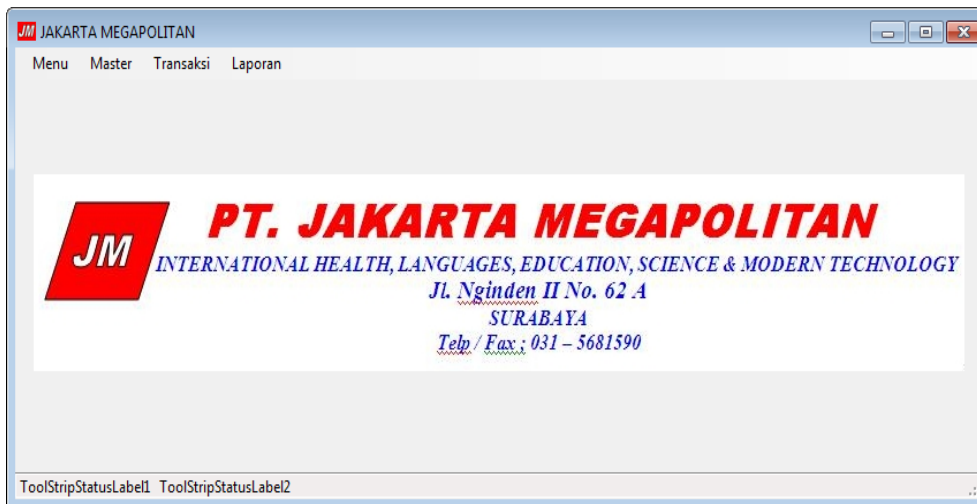 JM JAKARTA MEGAPOLITAN
Menu Master Transaksi Laporan
PT. JAKARTA MEGAPOLITAN
JM
INTERNATIONAL HEALTH, LANGUAGES, EDUCATION, SCIENCE & MODERN TECHNOLOGY
Jl. Nginden II No. 62 A
SURABAYA
Telp / Fax ; 031 – 5681590
ToolStripStatusLabel1 ToolStripStatusLabel2